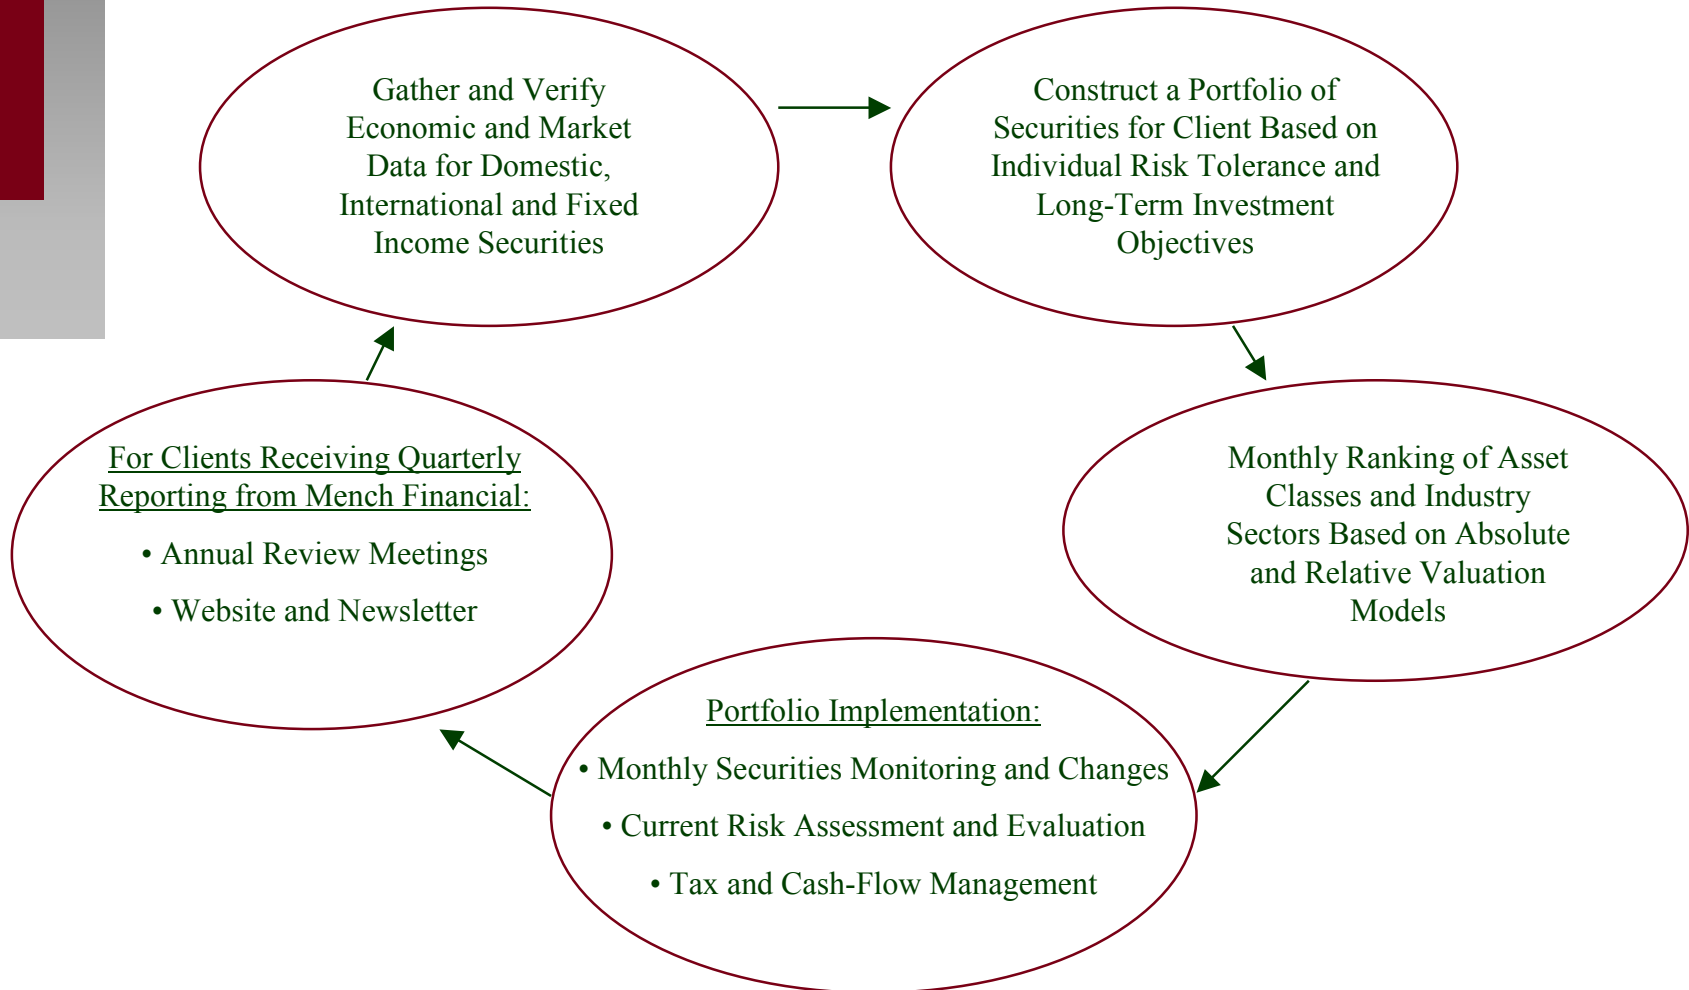 Gather and Verify
Economic and Market
Data for Domestic,
International and Fixed
Income Securities
Construct a Portfolio of
Securities for Client Based on
Individual Risk Tolerance and
Long-Term Investment
Objectives
Monthly Ranking of Asset
Classes and Industry
Sectors Based on Absolute
and Relative Valuation
Models
Portfolio Implementation:
• Monthly Securities Monitoring and Changes
• Current Risk Assessment and Evaluation
• Tax and Cash-Flow Management
For Clients Receiving Quarterly
Reporting from Mench Financial:
• Annual Review Meetings
• Website and Newsletter